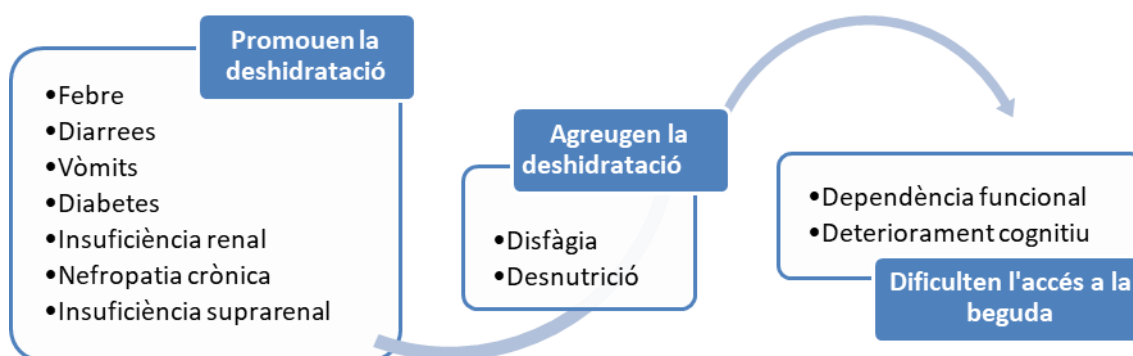 Promouen la
deshidratació
•Febre
•Diarrees
•Vòmits
•Diabetes
•Insuficiència renal
•Nefropatia crònica
•Insuficiència suprarenal
Agreugen la
deshidratació
•Disfàgia
•Desnutrició
•Dependència funcional
•Deteriorament cognitiu
Dificulten l'accés a la
beguda